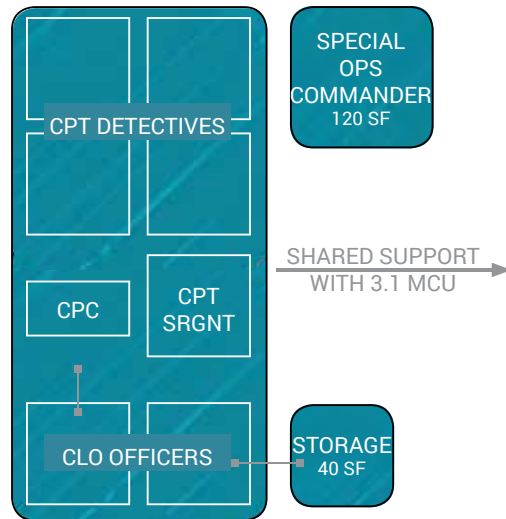 SPECIAL
OPS
COMMANDER
120 SF
CPT DETECTIVES
SHARED SUPPORT
WITH 3.1 MCU
CPC
CPT
SRGNT
CLO OFFICERS
STORAGE
40 SF